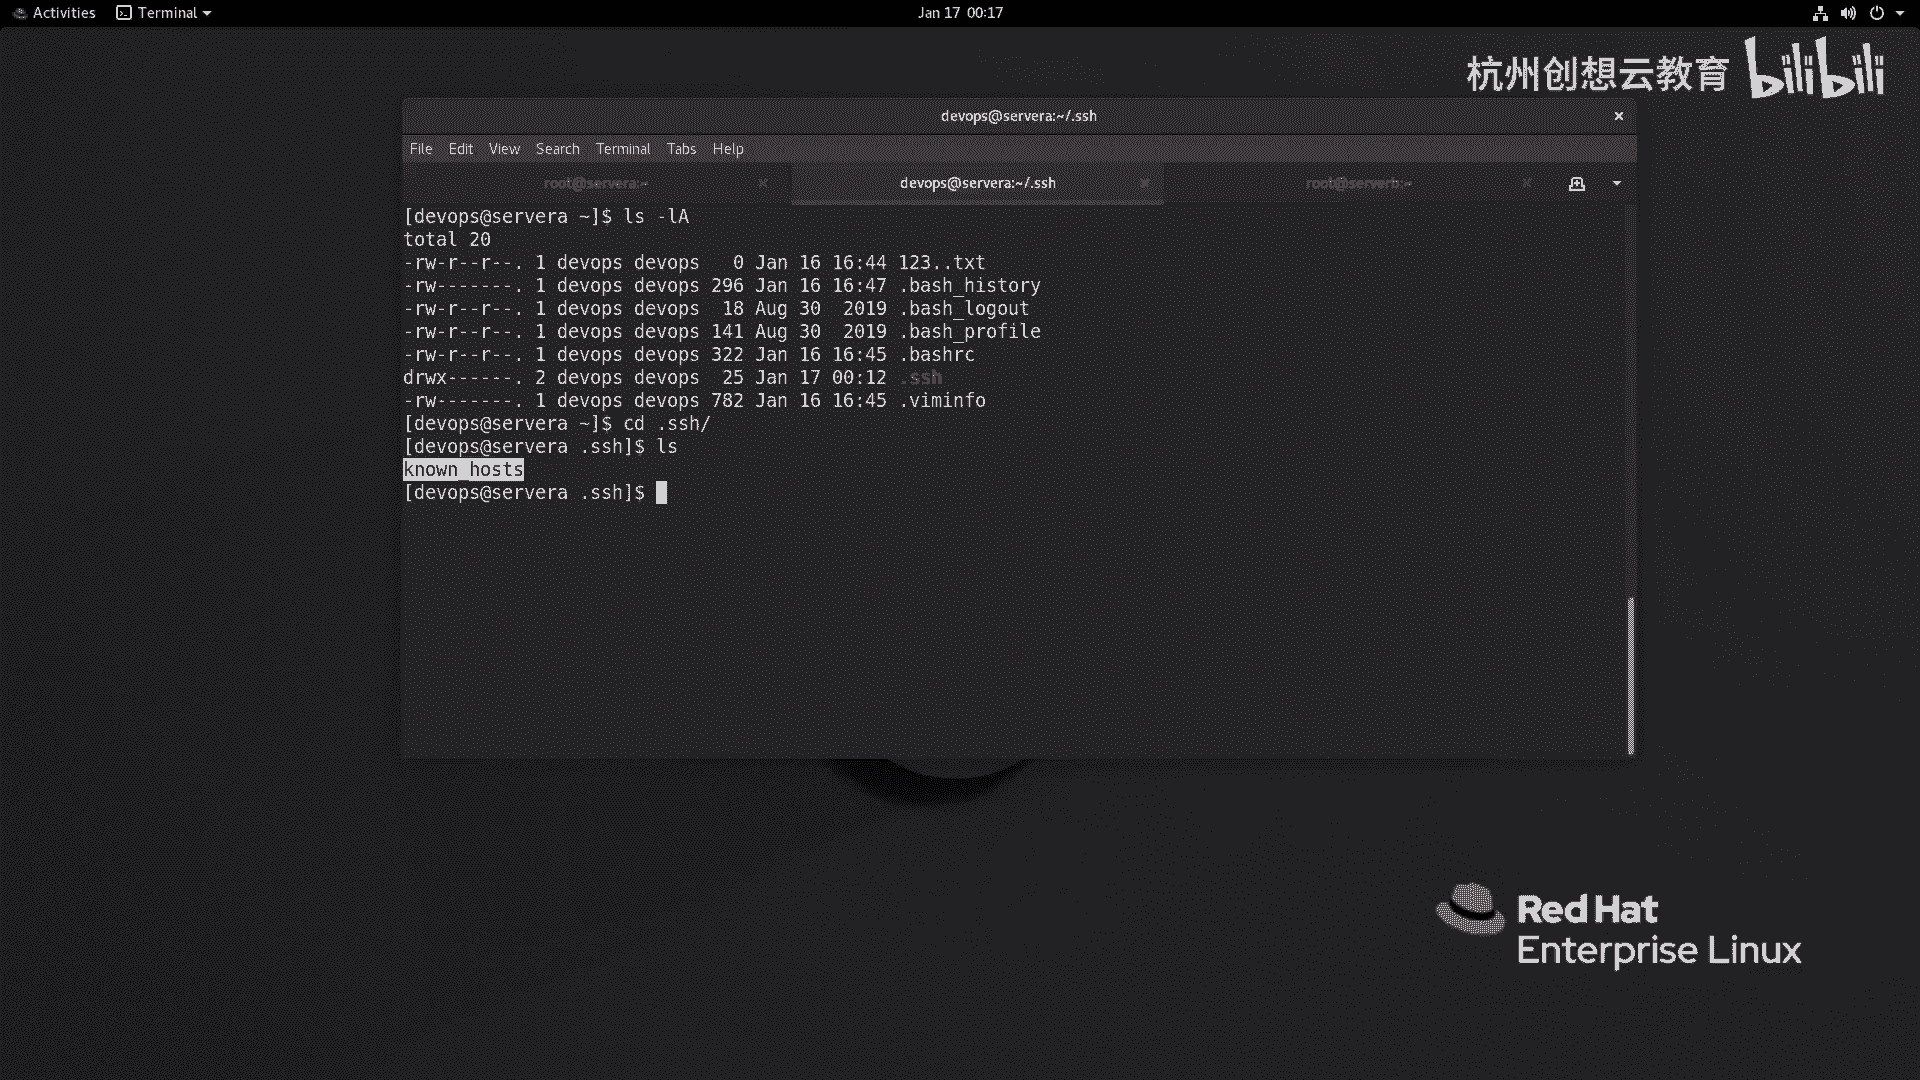 Activities Terminal Jan 17 00:17
杭州创想云教育 bilibili
devops@servera:~/.ssh
File Edit View Search Terminal Tabs Help
root@servera:~ devops@servera:~/.ssh root@serverb:~
[devops@servera ~]$ ls -lA
total 20
-rw-r--r--. 1 devops devops   0 Jan 16 16:44 123..txt
-rw-------. 1 devops devops 296 Jan 16 16:47 .bash_history
-rw-r--r--. 1 devops devops  18 Aug 30  2019 .bash_logout
-rw-r--r--. 1 devops devops 141 Aug 30  2019 .bash_profile
-rw-r--r--. 1 devops devops 322 Jan 16 16:45 .bashrc
drwx------. 2 devops devops  25 Jan 17 00:12 .ssh
-rw-------. 1 devops devops 782 Jan 16 16:45 .viminfo
[devops@servera ~]$ cd .ssh/
[devops@servera .ssh]$ ls
known_hosts
[devops@servera .ssh]$
Red Hat
Enterprise Linux